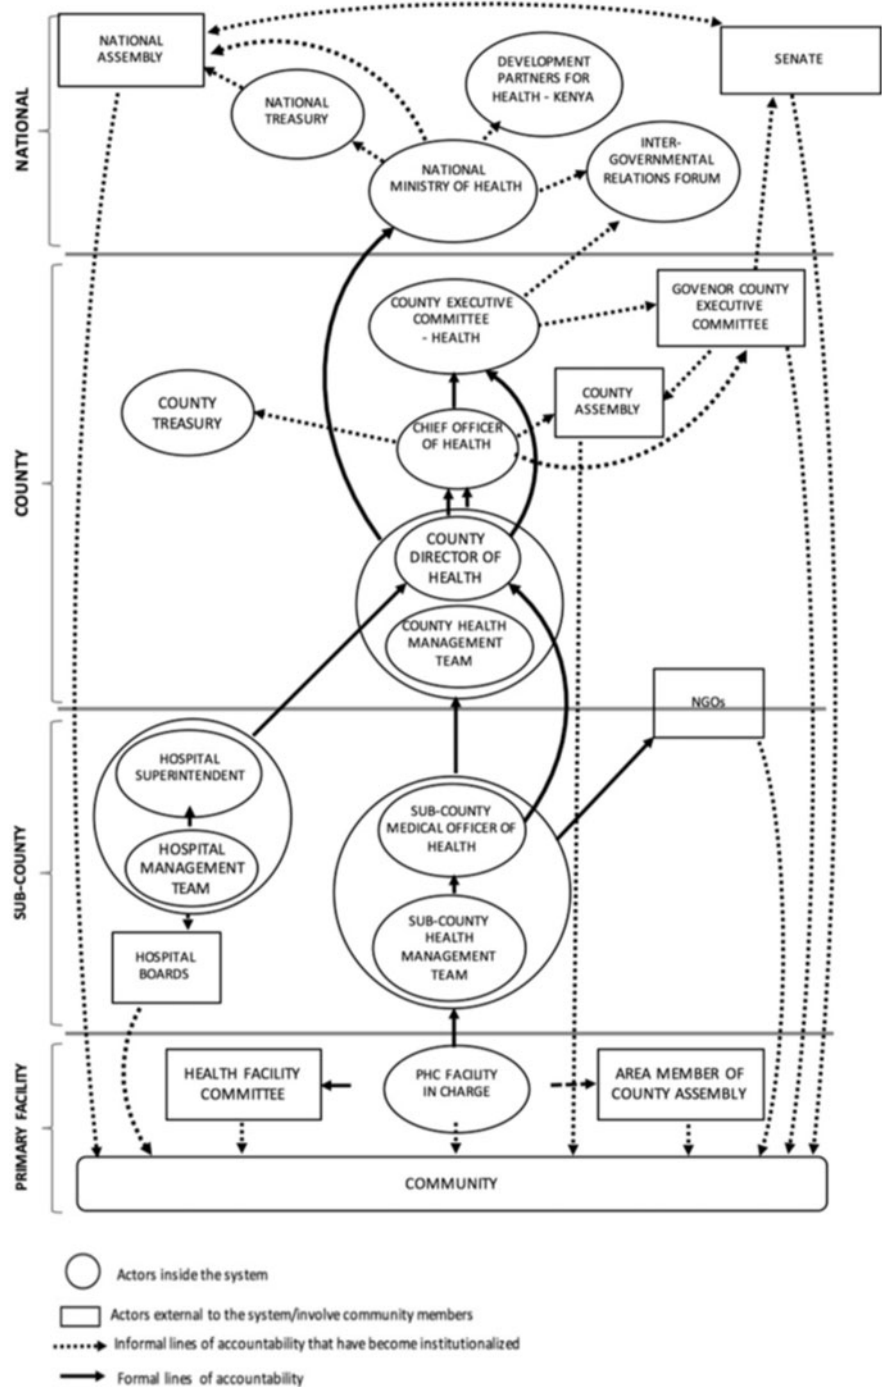 NATIONAL
ASSEMBLY
SENATE
DEVELOPMENT
PARTNERS FOR
HEALTH - KENYA
NATIONAL
TREASURY
INTER-
GOVERNMENTAL
RELATIONS FORUM
NATIONAL
MINISTRY OF HEALTH
NATIONAL
COUNTY EXECUTIVE
COMMITTEE
- HEALTH
GOVENOR COUNTY
EXECUTIVE
COMMITTEE
COUNTY
TREASURY
CHIEF OFFICER
OF HEALTH
COUNTY
ASSEMBLY
COUNTY
DIRECTOR OF
HEALTH
COUNTY HEALTH
MANAGEMENT
TEAM
COUNTY
NGOs
HOSPITAL
SUPERINTENDENT
HOSPITAL
MANAGEMENT
TEAM
HOSPITAL
BOARDS
SUB-COUNTY
MEDICAL OFFICER OF
HEALTH
SUB-COUNTY
HEALTH
MANAGEMENT
TEAM
SUB-COUNTY
HEALTH FACILITY
COMMITTEE
PHC FACILITY
IN CHARGE
AREA MEMBER OF
COUNTY ASSEMBLY
PRIMARY FACILITY
COMMUNITY
Actors inside the system
Actors external to the system/involve community members
Informal lines of accountability that have become institutionalized
Formal lines of accountability